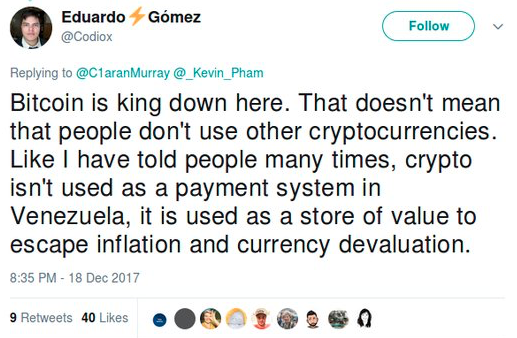 Eduardo⚡Gómez
@Codiox
Follow
Replying to @C1aranMurray @_Kevin_Pham
Bitcoin is king down here. That doesn't mean
that people don't use other cryptocurrencies.
Like I have told people many times, crypto
isn't used as a payment system in
Venezuela, it is used as a store of value to
escape inflation and currency devaluation.
8:35 PM - 18 Dec 2017
9 Retweets 40 Likes